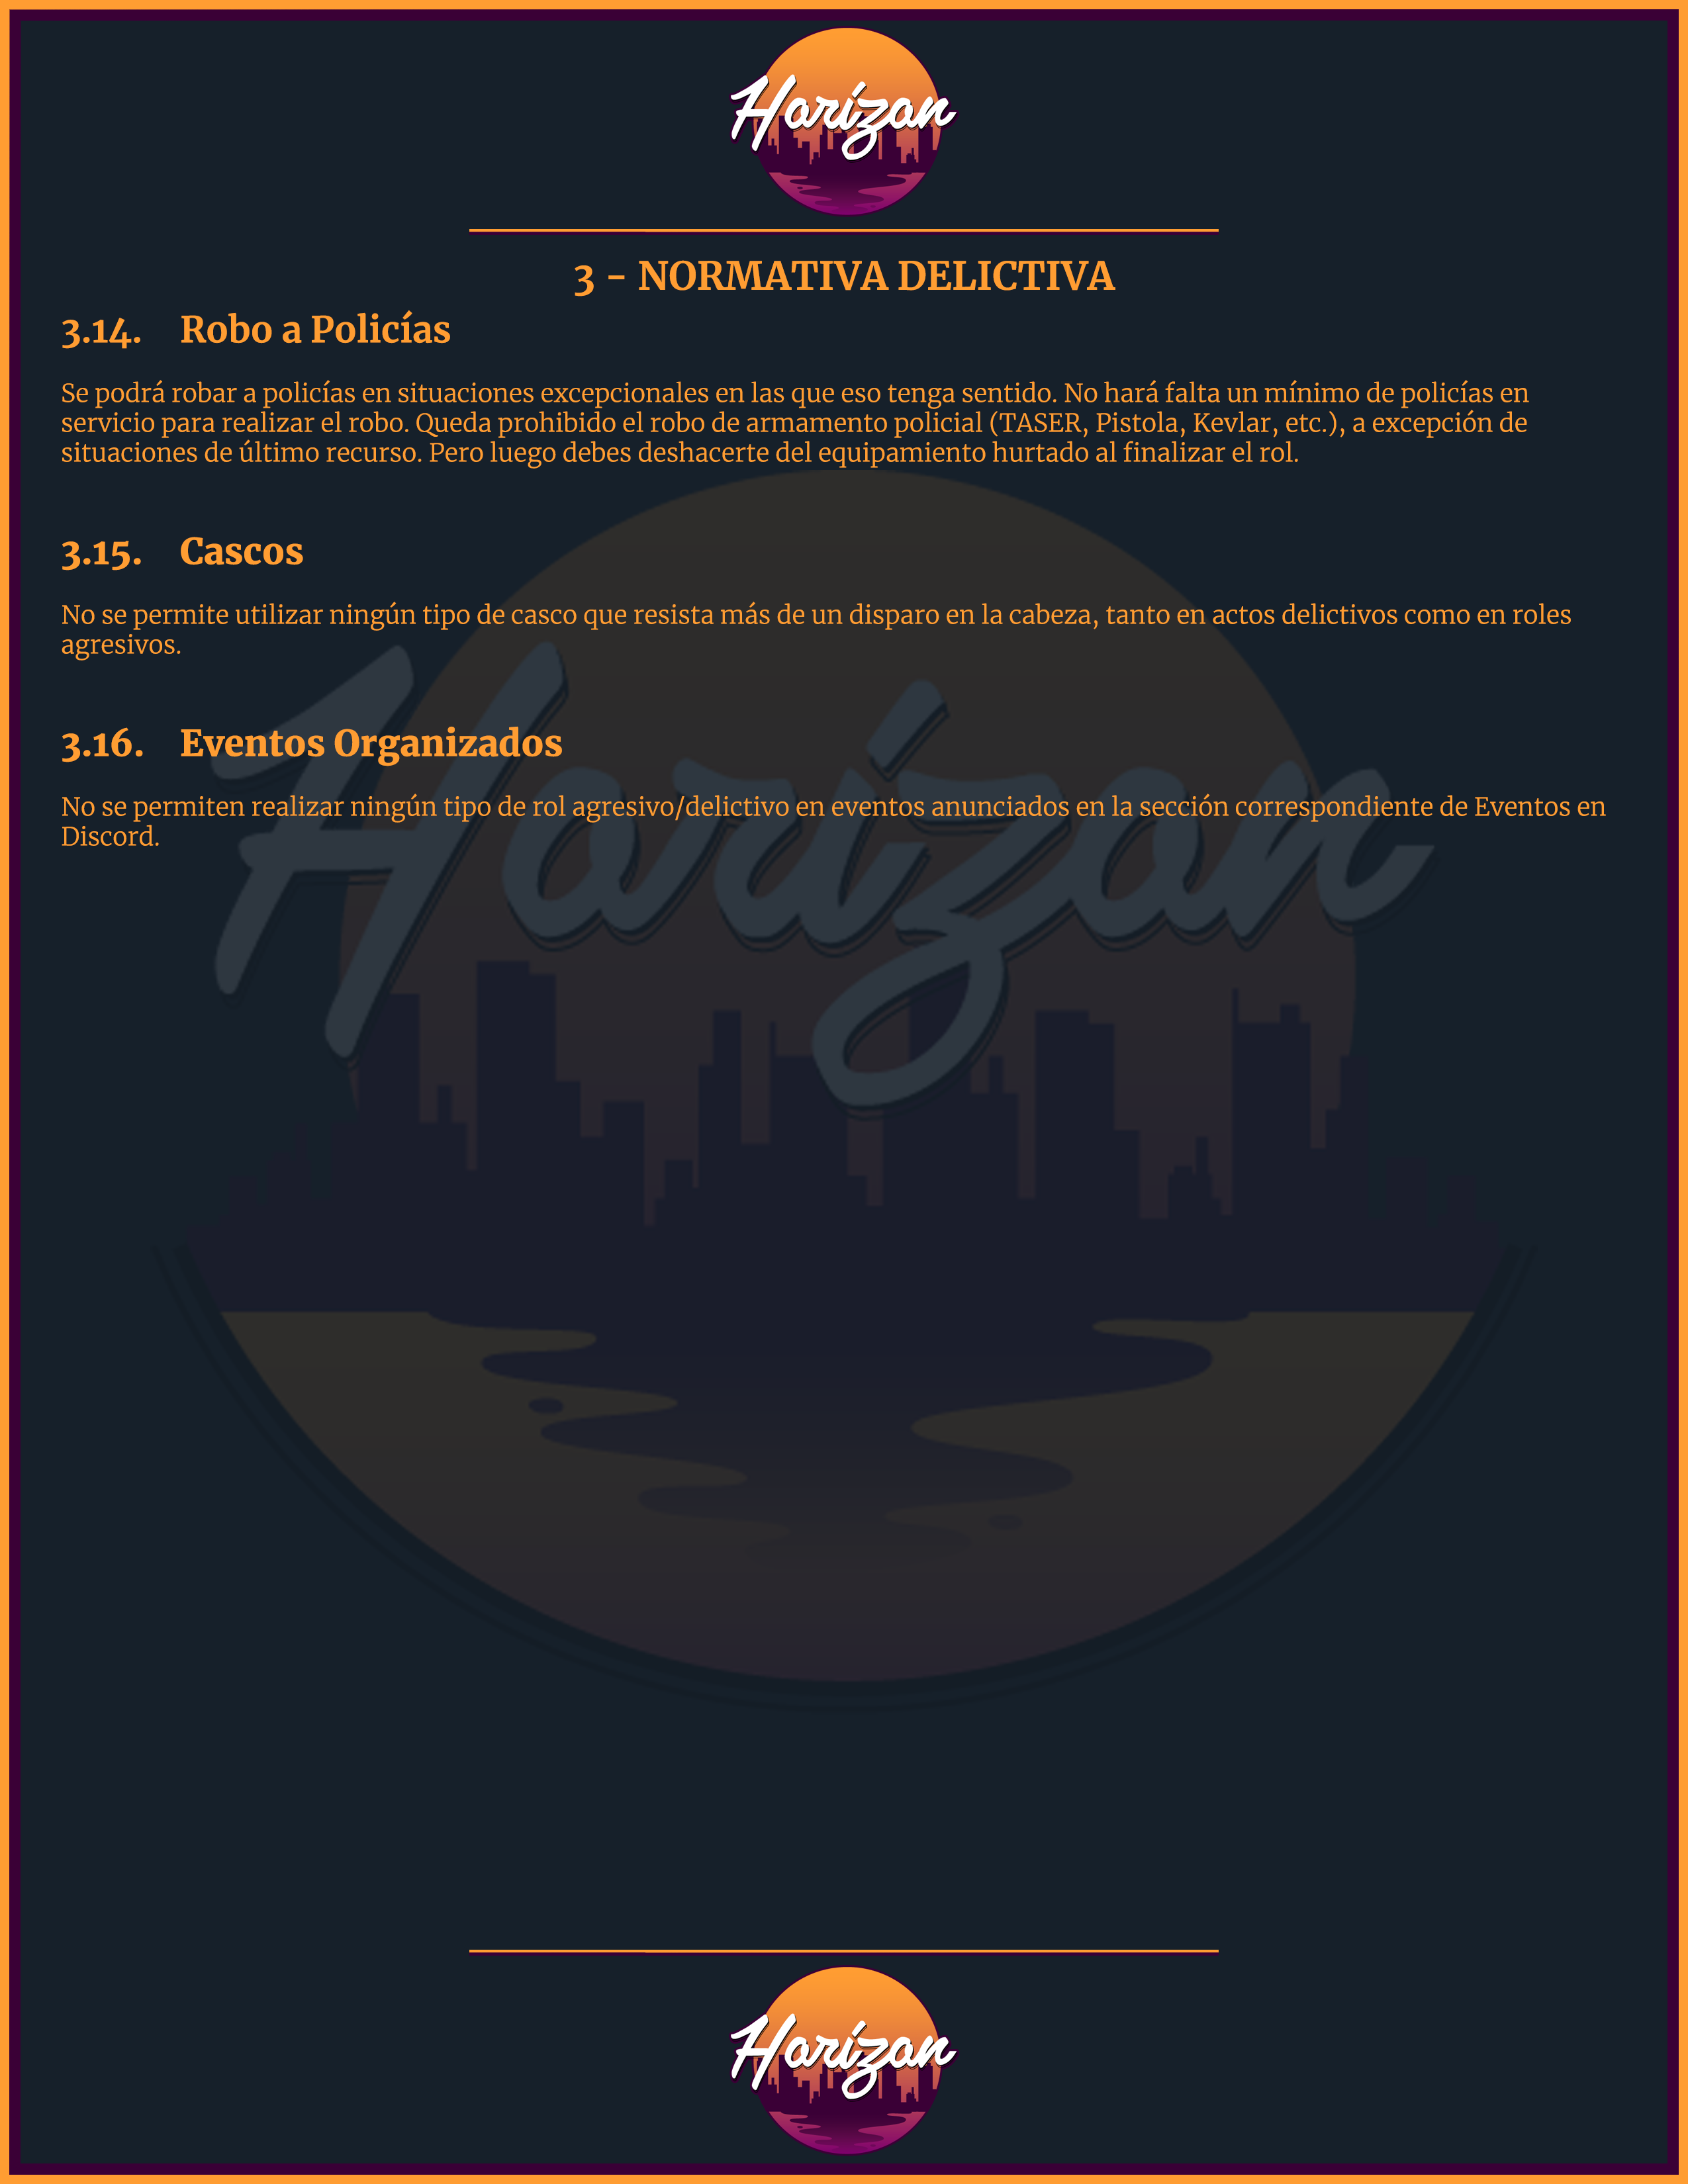 Horizon
3 - NORMATIVA DELICTIVA
3.14. Robo a Policías
Se podrá robar a policías en situaciones excepcionales en las que eso tenga sentido. No hará falta un mínimo de policías en
servicio para realizar el robo. Queda prohibido el robo de armamento policial (TASER, Pistola, Kevlar, etc.), a excepción de
situaciones de último recurso. Pero luego debes deshacerte del equipamiento hurtado al finalizar el rol.
3.15. Cascos
No se permite utilizar ningún tipo de casco que resista más de un disparo en la cabeza, tanto en actos delictivos como en roles
agresivos.
3.16. Eventos Organizados
No se permiten realizar ningún tipo de rol agresivo/delictivo en eventos anunciados en la sección correspondiente de Eventos en
Discord.
Horizon
Horizon